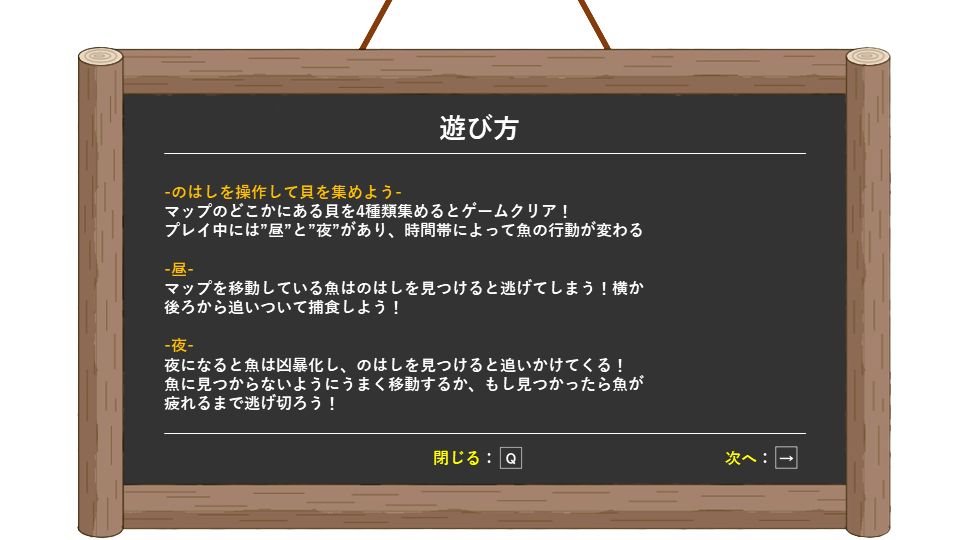 遊び方
-のはしを操作して貝を集めよう-
マップのどこかにある貝を4種類集めるとゲームクリア！
プレイ中には”昼”と”夜”があり、時間帯によって魚の行動が変わる
-昼-
マップを移動している魚はのはしを見つけると逃げてしまう！横か
後ろから追いついて捕食しよう！
-夜-
夜になると魚は凶暴化し、のはしを見つけると追いかけてくる！
魚に見つからないようにうまく移動するか、もし見つかったら魚が
疲れるまで逃げ切ろう！
閉じる：Q 次へ：→